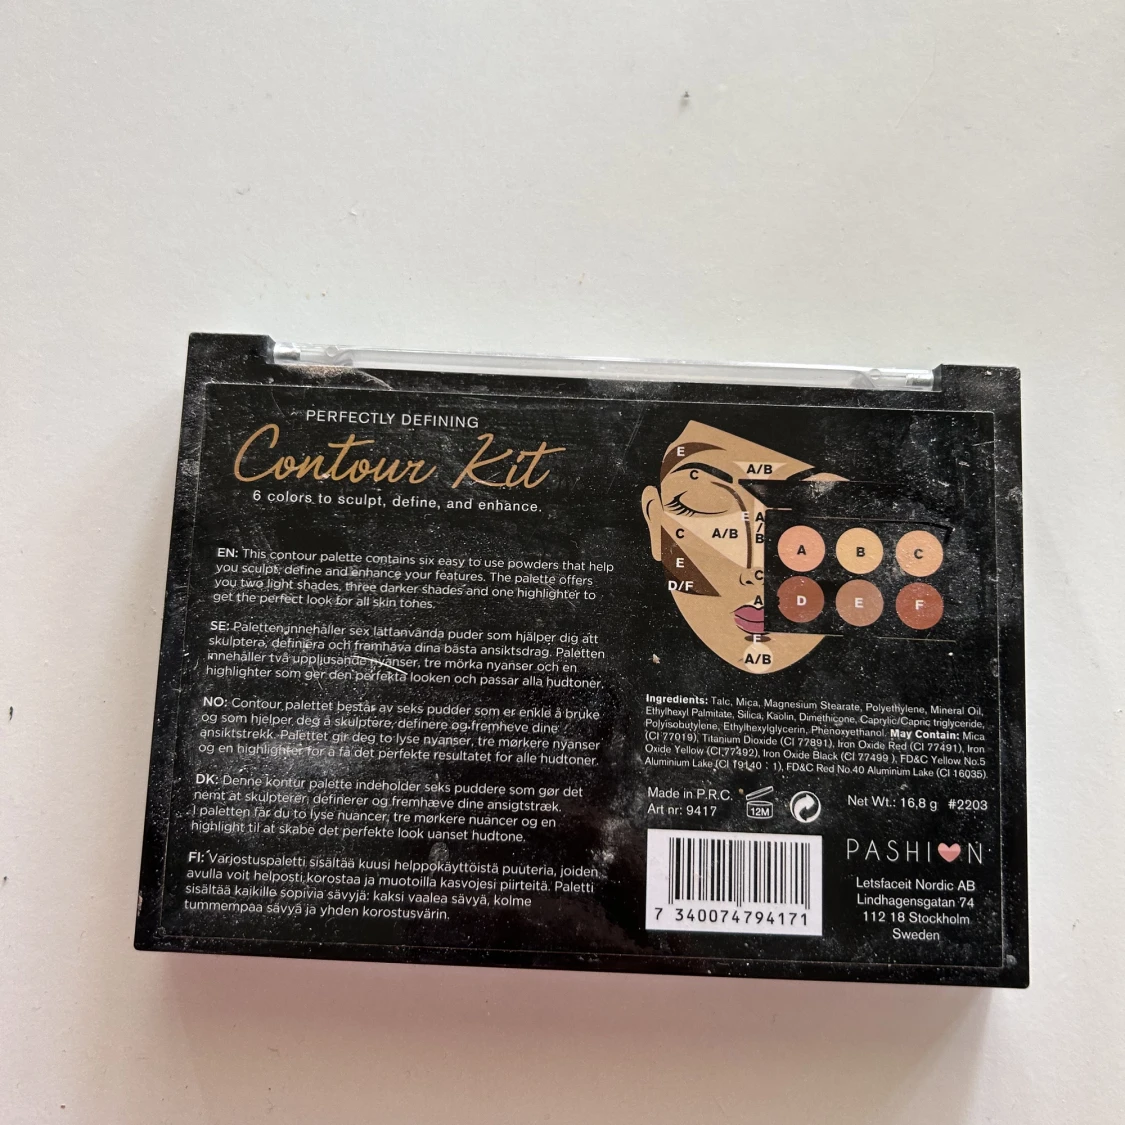 PERFECTLY DEFINING
Contour Kit
6 colors to sculpt, define, and enhance.
EN: This contour palette contains six easy to use powders that help
you sculpt, define and enhance your features. The palette offers
you two light shades, three darker shades and one highlighter to
get the perfect look for all skin tones.
SE: Paletten innehåller sex lättanvända puder som hjälper dig att
skulptera, definiera och framhäva dina bästa ansiktsdrag. Paletten
innehåller två uppljusande nyanser, tre mörka nyanser och en
highlighter som ger den perfekta looken och passar alla hudtoner.
NO: Contour palettet består av seks pudder som er enkle å bruke
og som hjelper deg å skulptere, definere og fremheve dine
ansiktstrekk. Palettet gir deg to lyse nyanser, tre mørkere nyanser
og en highlighter for å få det perfekte resultatet for alle hudtoner.
DK: Denne kontur palette indeholder seks puddere som gør det
nemt at skulpterer, definerer og fremhæve dine ansigtstræk.
I paletten får du to lyse nuancer, tre mørkere nuancer og en
highlight til at skabe det perfekte look uanset hudtone.
FI: Varjostuspaletti sisältää kuusi helppokäyttöistä puuteria, joiden
avulla voit helposti korostaa ja muotoilla kasvojesi piirteitä. Paletti
sisältää kaikille sopivia sävyjä: kaksi vaalea sävyä, kolme
tummempaa sävyä ja yhden korostusvärin.
E
C
A/B
E
A
/
B
C
A/B
E
D/F
C
A
E
A/B
A B C
D E F
Ingredients: Talc, Mica, Magnesium Stearate, Polyethylene, Mineral Oil,
Ethylhexyl Palmitate, Silica, Kaolin, Dimethicone, Caprylic/Capric triglyceride,
Polyisobutylene, Ethylhexylglycerin, Phenoxyethanol. May Contain: Mica
(CI 77019), Titanium Dioxide (CI 77891), Iron Oxide Red (CI 77491), Iron
Oxide Yellow (CI 77492), Iron Oxide Black (CI 77499 ), FD&C Yellow No.5
Aluminium Lake (CI 19140 : 1), FD&C Red No.40 Aluminium Lake (CI 16035)
Made in P.R.C.
Art nr: 9417
12M
Net Wt.: 16,8 g #2203
7 340074 794171
PASHION
Letsfaceit Nordic AB
Lindhagensgatan 74
112 18 Stockholm
Sweden